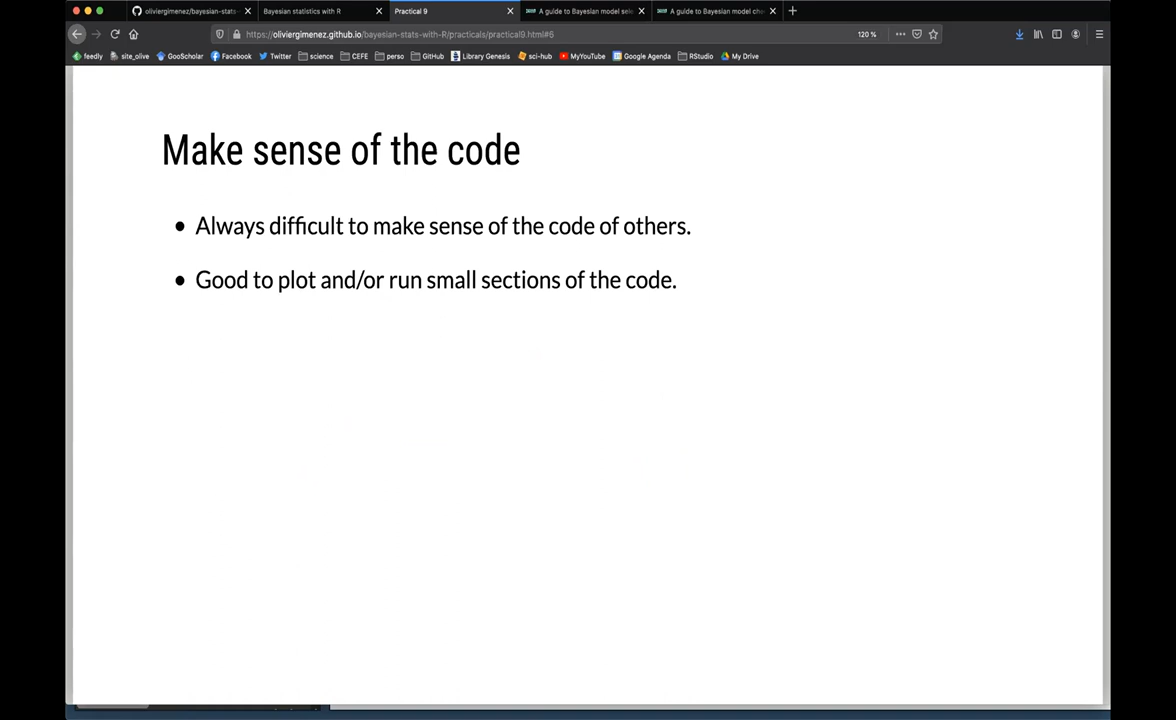 oliviergimenez/bayesian-stats-
Bayesian statistics with R
Practical 9
A guide to Bayesian model sele
A guide to Bayesian model che
https://oliviergimenez.github.io/bayesian-stats-with-R/practicals/practical9.html#6
120 %
feedly
site_olive
GooScholar
Facebook
Twitter
science
CEFE
perso
GitHub
Library Genesis
sci-hub
MyYouTube
Google Agenda
RStudio
My Drive
Make sense of the code
• Always difficult to make sense of the code of others.
• Good to plot and/or run small sections of the code.